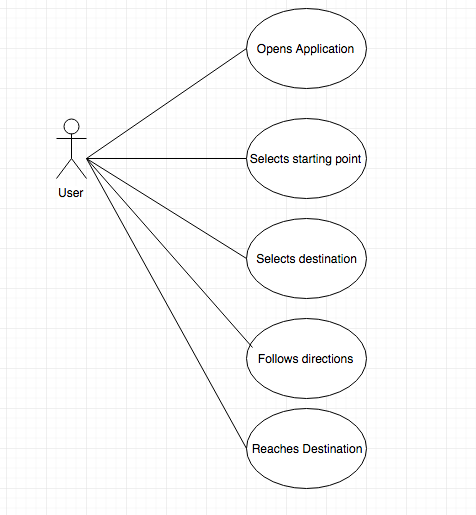 Opens Application
Selects starting point
User
Selects destination
Follows directions
Reaches Destination